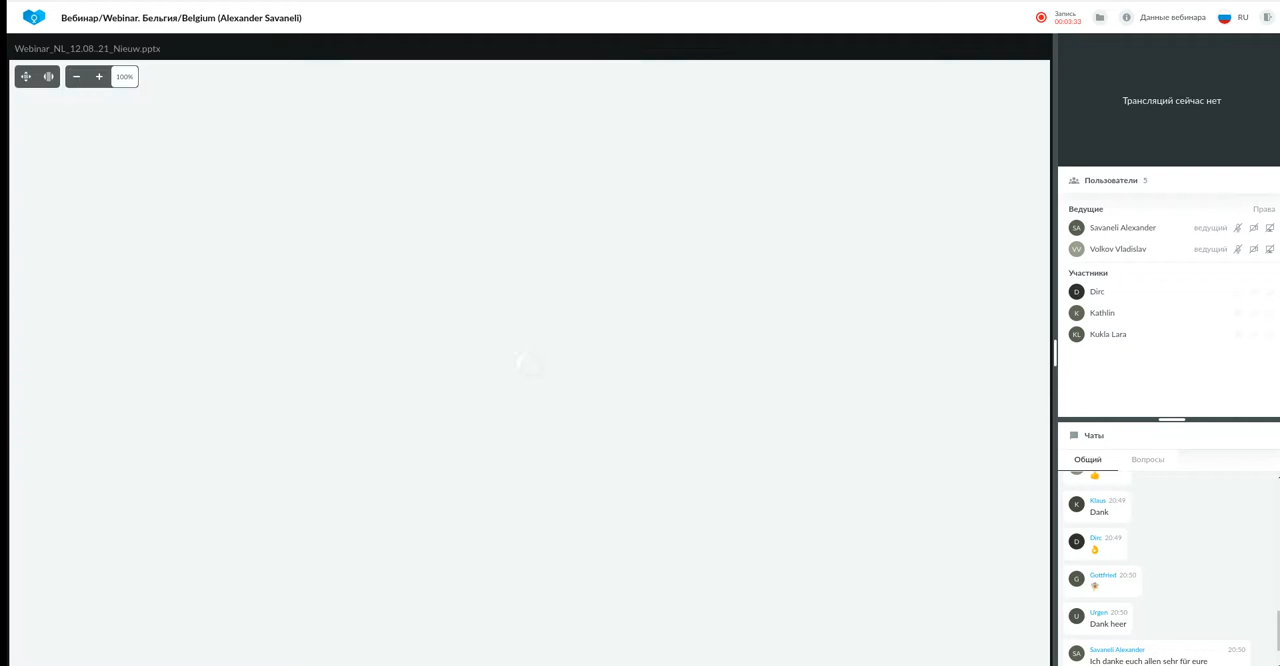 Вебинар/Webinar. Бельгия/Belgium (Alexander Savaneli)
Запись
00:03:33
Данные вебинара
RU
Webinar_NL_12.08..21_Nieuw.pptx
100%
Трансляций сейчас нет
Пользователи 5
Ведущие Права
SA Savaneli Alexander ведущий
VV Volkov Vladislav ведущий
Участники
D Dirc
K Kathlin
KL Kukla Lara
Чаты
Общий Вопросы
K Klaus 20:49
Dank
D Dirc 20:49
👌
G Gottfried 20:50
U Urgen 20:50
Dank heer
SA Savaneli Alexander 20:50
Ich danke euch allen sehr für eure